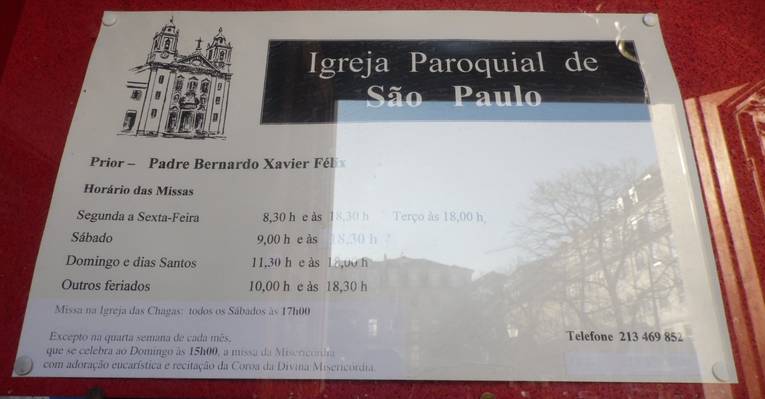 Igreja Paroquial de
São Paulo
Prior – Padre Bernardo Xavier Félix
Horário das Missas
Segunda a Sexta-Feira 8,30 h e às 18,30 h Terço às 18,00 h,
Sábado 9,00 h e às 18,30 h
Domingo e dias Santos 11,30 h e às 18,00 h
Outros feriados 10,00 h e às 18,30 h
Missa na Igreja das Chagas: todos os Sábados às 17h00
Excepto na quarta semana de cada mês,
que se celebra ao Domingo às 15h00, a missa da Misericórdia
com adoração eucarística e recitação da Coroa da Divina Misericórdia.
Telefone 213 469 852